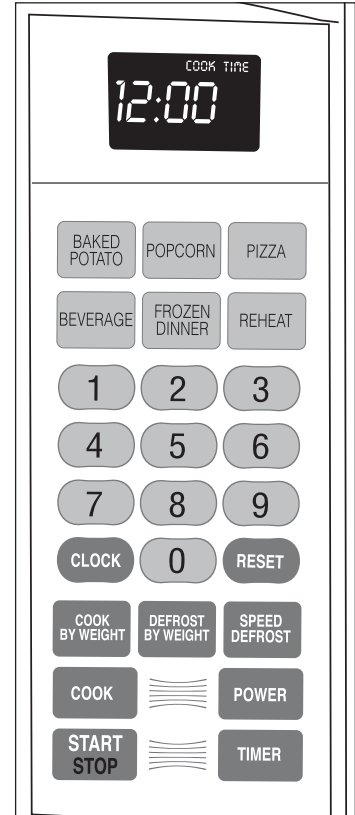 COOK TIME
12:00
BAKED
POTATO
POPCORN
PIZZA
BEVERAGE
FROZEN
DINNER
REHEAT
1
2
3
4
5
6
7
8
9
CLOCK
0
RESET
COOK
BY WEIGHT
DEFROST
BY WEIGHT
SPEED
DEFROST
COOK
POWER
START
STOP
TIMER